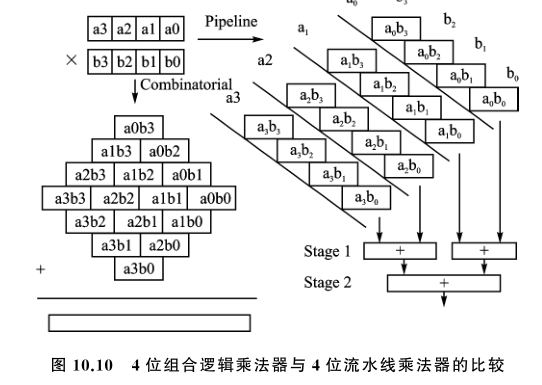 a3 a2 a1 a0
× b3 b2 b1 b0
Pipeline
Combinatorial
a0b3
a1b3 a0b2
a2b3 a1b2 a0b1
a3b3 a2b2 a1b1 a0b0
a3b2 a2b1 a1b0
a3b1 a2b0
+ a3b0
a₁
a2
a3
b₂
b₁
b₀
a₀b₃
a₀b₂
a₀b₁
a₀b₀
a₁b₃
a₁b₂
a₁b₁
a₁b₀
a₂b₃
a₂b₂
a₂b₁
a₂b₀
a₃b₃
a₃b₂
a₃b₁
a₃b₀
Stage 1 + +
Stage 2 +
图 10.10 4 位组合逻辑乘法器与 4 位流水线乘法器的比较